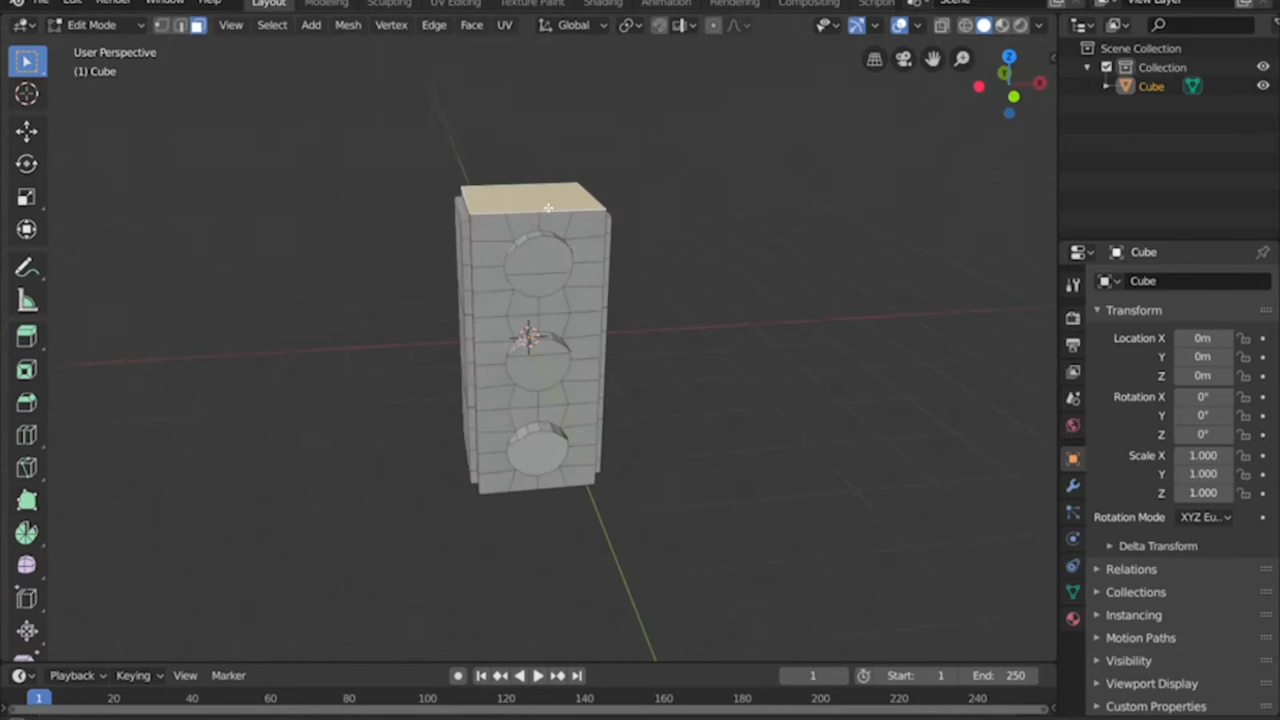 Layout Modeling Sculpting UV Editing Texture Paint Shading Animation Rendering Compositing Scene View Layer
Edit Mode View Select Add Mesh Vertex Edge Face UV Global
User Perspective
(1) Cube
Z
Y
X
Scene Collection
Collection
Cube
Cube
Cube
Transform
Location X 0m
Y 0m
Z 0m
Rotation X 0°
Y 0°
Z 0°
Scale X 1.000
Y 1.000
Z 1.000
Rotation Mode XYZ Eu..
Delta Transform
Relations
Collections
Instancing
Motion Paths
Visibility
Viewport Display
Custom Properties
Playback Keying View Marker 1 Start: 1 End: 250
1 20 40 60 80 100 120 140 160 180 200 220 240